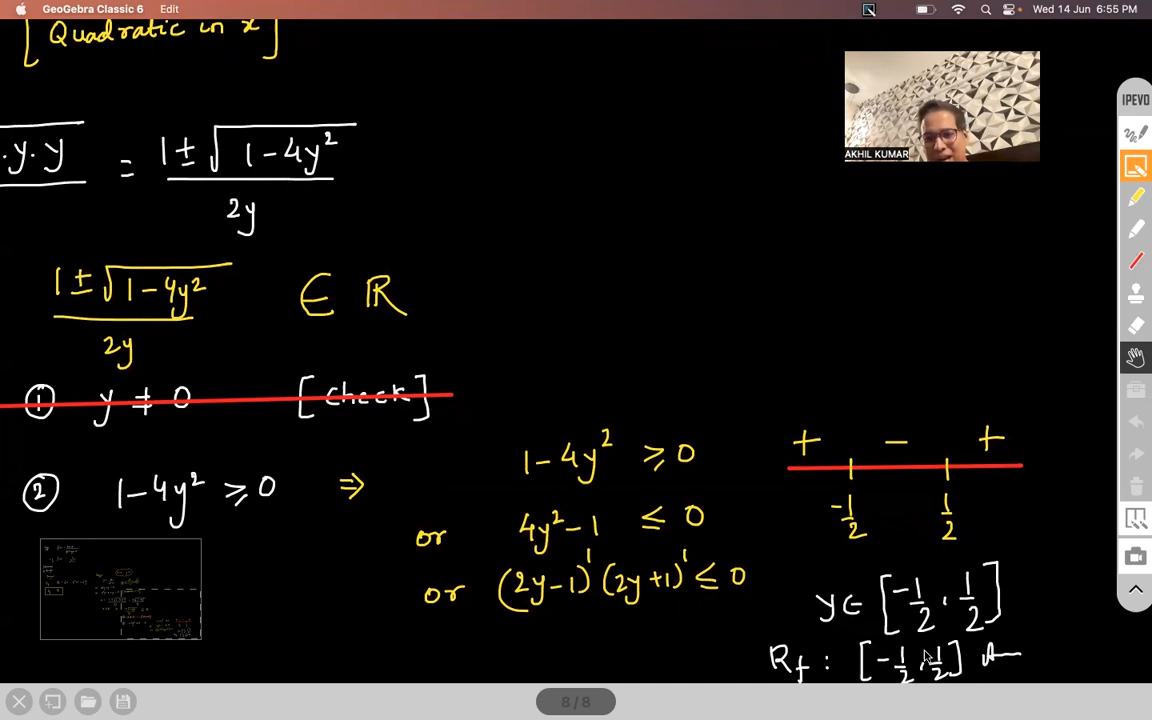 GeoGebra Classic 6 Edit Wed 14 Jun 6:55 PM
[Quadratic in x]
IPEVO
AKHIL KUMAR
.y.y = 1 ± √(1 - 4y²) / 2y
1 ± √(1 - 4y²) / 2y ∈ ℝ
① y ≠ 0 [Check]
② 1 - 4y² ≥ 0 ⇒ 1 - 4y² ≥ 0
or 4y² - 1 ≤ 0
or (2y - 1)¹ (2y + 1)¹ ≤ 0
+ - +
-1/2 1/2
y ∈ [-1/2, 1/2]
Rf : [-1/2, 1/2]
8 / 8